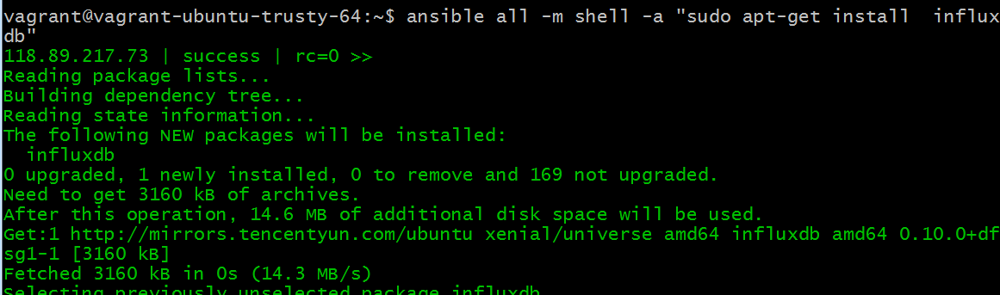 vagrant@vagrant-ubuntu-trusty-64:~$ ansible all -m shell -a "sudo apt-get install  influx
db"
118.89.217.73 | success | rc=0 >>
Reading package lists...
Building dependency tree...
Reading state information...
The following NEW packages will be installed:
  influxdb
0 upgraded, 1 newly installed, 0 to remove and 169 not upgraded.
Need to get 3160 kB of archives.
After this operation, 14.6 MB of additional disk space will be used.
Get:1 http://mirrors.tencentyun.com/ubuntu xenial/universe amd64 influxdb amd64 0.10.0+df
sg1-1 [3160 kB]
Fetched 3160 kB in 0s (14.3 MB/s)
Selecting previously unselected package influxdb